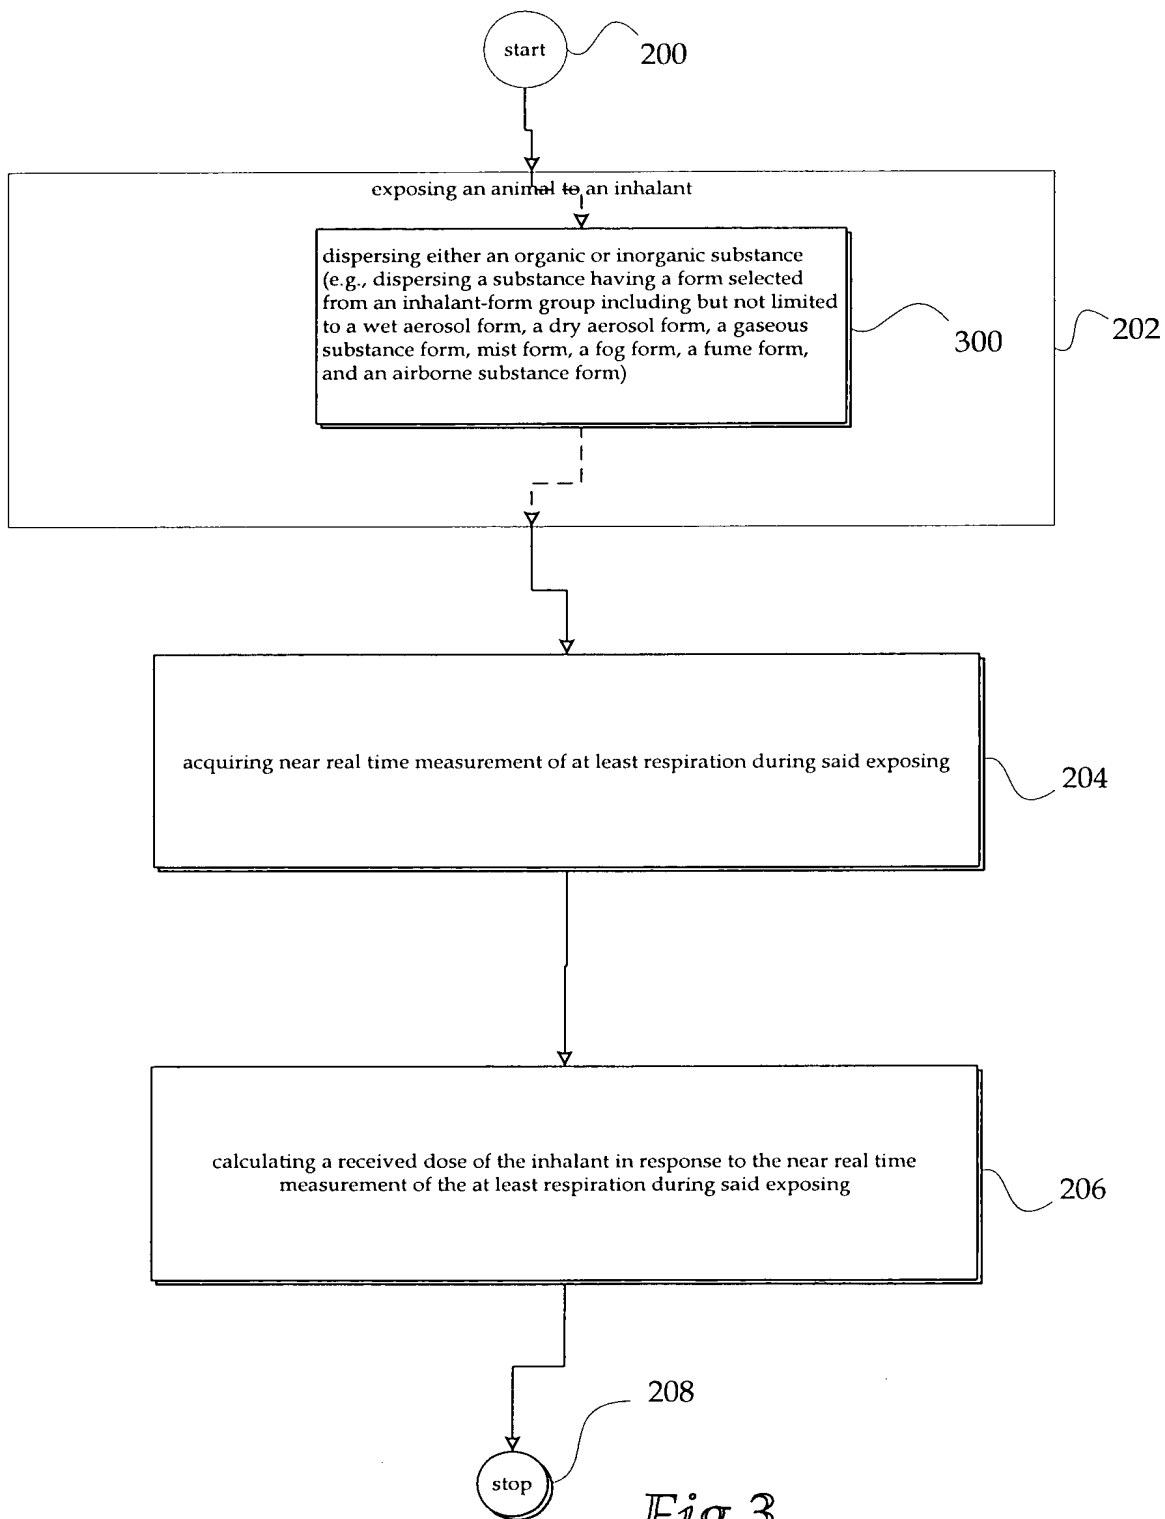 start
200
exposing an animal to an inhalant
dispersing either an organic or inorganic substance
(e.g., dispersing a substance having a form selected
from an inhalant-form group including but not limited
to a wet aerosol form, a dry aerosol form, a gaseous
substance form, mist form, a fog form, a fume form,
and an airborne substance form)
300
202
acquiring near real time measurement of at least respiration during said exposing
204
calculating a received dose of the inhalant in response to the near real time
measurement of the at least respiration during said exposing
206
208
stop
Fig 3